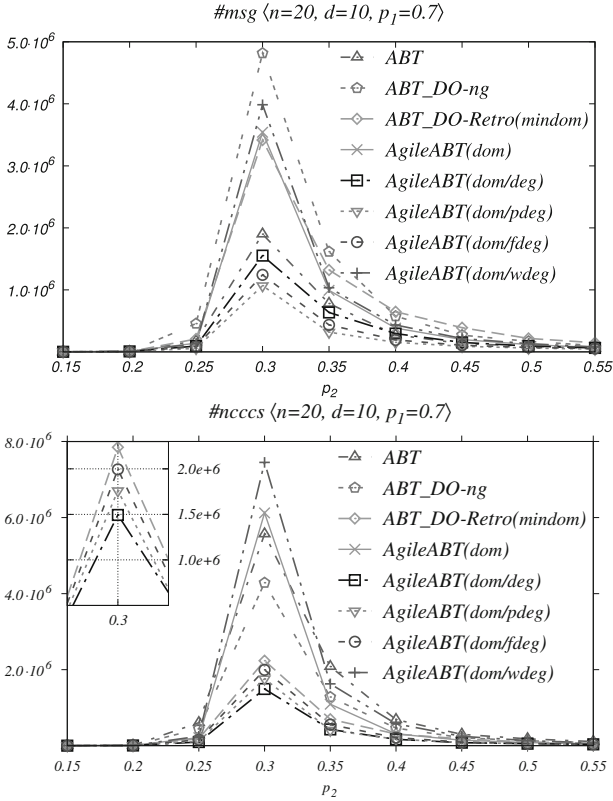 #msg ⟨n=20, d=10, p1=0.7⟩
5.0·10^6
4.0·10^6
3.0·10^6
2.0·10^6
1.0·10^6
ABT
ABT_DO-ng
ABT_DO-Retro(mindom)
AgileABT(dom)
AgileABT(dom/deg)
AgileABT(dom/pdeg)
AgileABT(dom/fdeg)
AgileABT(dom/wdeg)
0.15 0.2 0.25 0.3 0.35 0.4 0.45 0.5 0.55
p2
#ncccs ⟨n=20, d=10, p1=0.7⟩
8.0·10^6
6.0·10^6
4.0·10^6
2.0·10^6
2.0e+6
1.5e+6
1.0e+6
0.3
ABT
ABT_DO-ng
ABT_DO-Retro(mindom)
AgileABT(dom)
AgileABT(dom/deg)
AgileABT(dom/pdeg)
AgileABT(dom/fdeg)
AgileABT(dom/wdeg)
0.15 0.2 0.25 0.3 0.35 0.4 0.45 0.5 0.55
p2